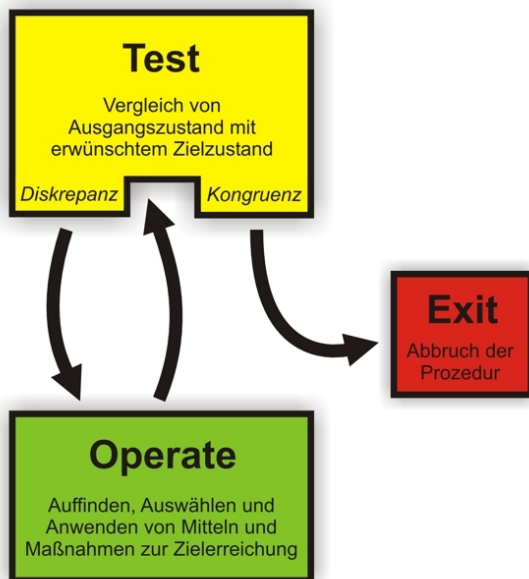 Test
Vergleich von
Ausgangszustand mit
erwünschtem Zielzustand
Diskrepanz
Kongruenz
Exit
Abbruch der
Prozedur
Operate
Auffinden, Auswählen und
Anwenden von Mitteln und
Maßnahmen zur Zielerreichung